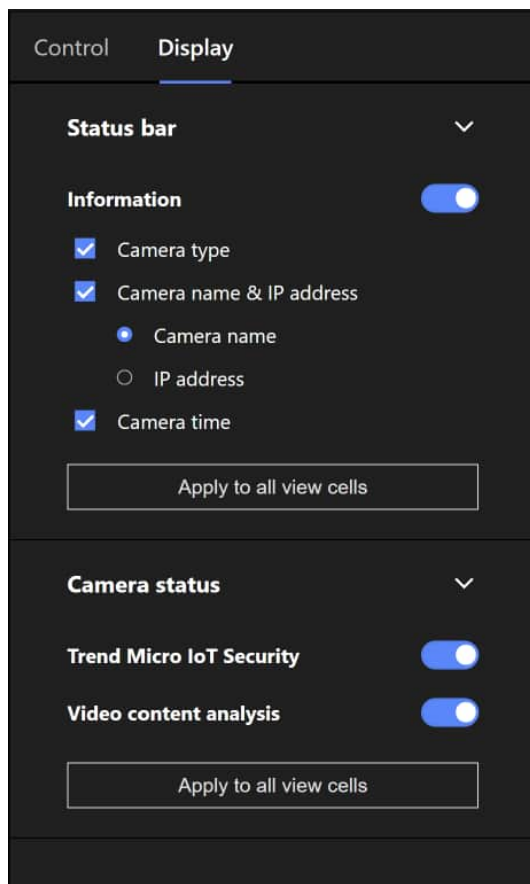 Control Display
Status bar
Information
Camera type
Camera name & IP address
Camera name
IP address
Camera time
Apply to all view cells
Camera status
Trend Micro IoT Security
Video content analysis
Apply to all view cells